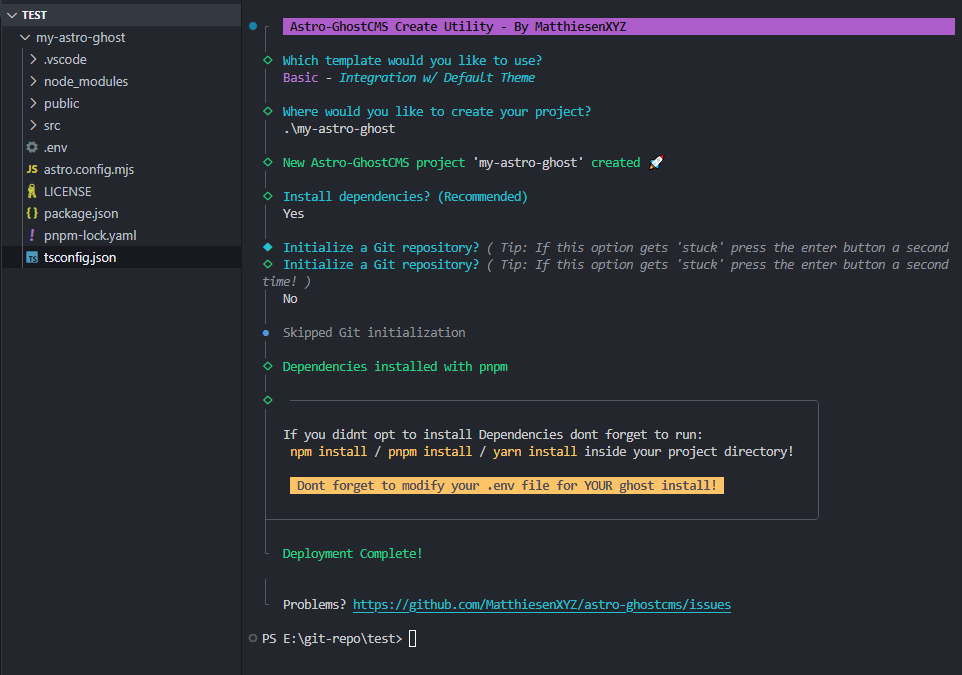 TEST
my-astro-ghost
.vscode
node_modules
public
src
.env
JS astro.config.mjs
LICENSE
{} package.json
! pnpm-lock.yaml
TS tsconfig.json
Astro-GhostCMS Create Utility - By MatthiesenXYZ
Which template would you like to use?
Basic - Integration w/ Default Theme
Where would you like to create your project?
.\my-astro-ghost
New Astro-GhostCMS project 'my-astro-ghost' created 🚀
Install dependencies? (Recommended)
Yes
Initialize a Git repository? ( Tip: If this option gets 'stuck' press the enter button a second
Initialize a Git repository? ( Tip: If this option gets 'stuck' press the enter button a second
time! )
No
Skipped Git initialization
Dependencies installed with pnpm
If you didnt opt to install Dependencies dont forget to run:
npm install / pnpm install / yarn install inside your project directory!
Dont forget to modify your .env file for YOUR ghost install!
Deployment Complete!
Problems? https://github.com/MatthiesenXYZ/astro-ghostcms/issues
PS E:\git-repo\test>